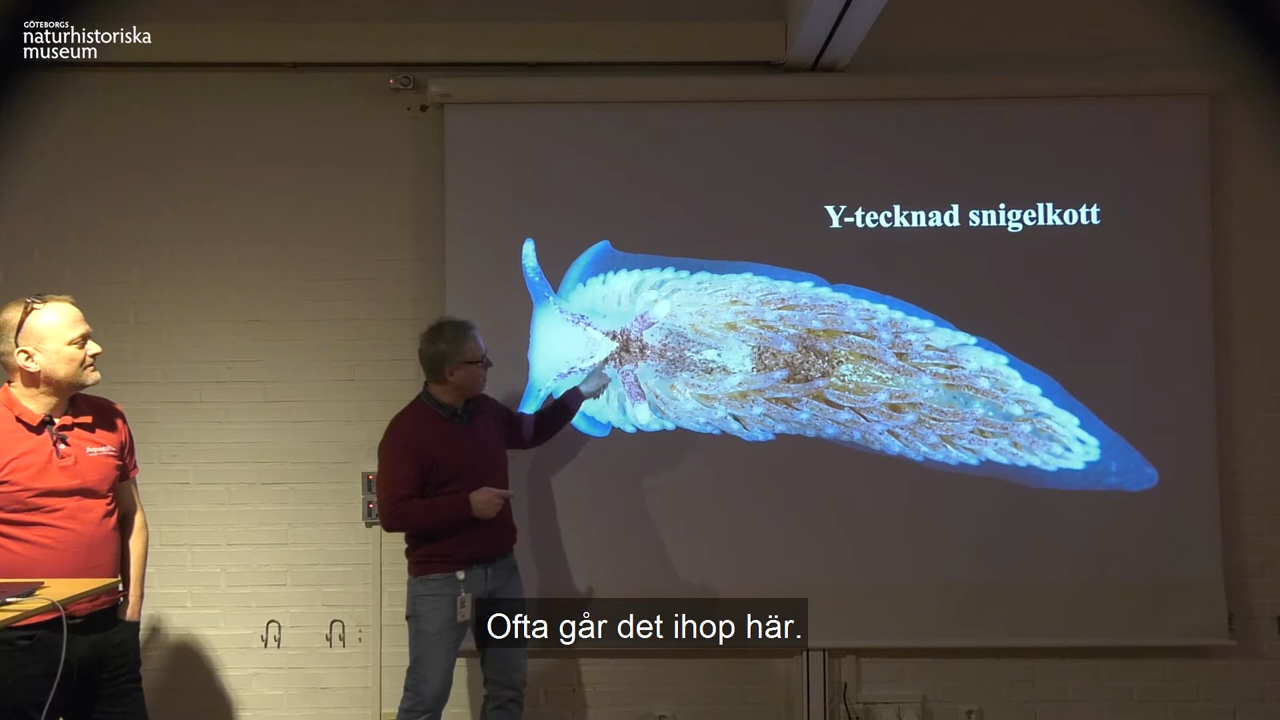 GÖTEBORGS
naturhistoriska
museum
Y-tecknad snigelkott
Ofta går det ihop här.